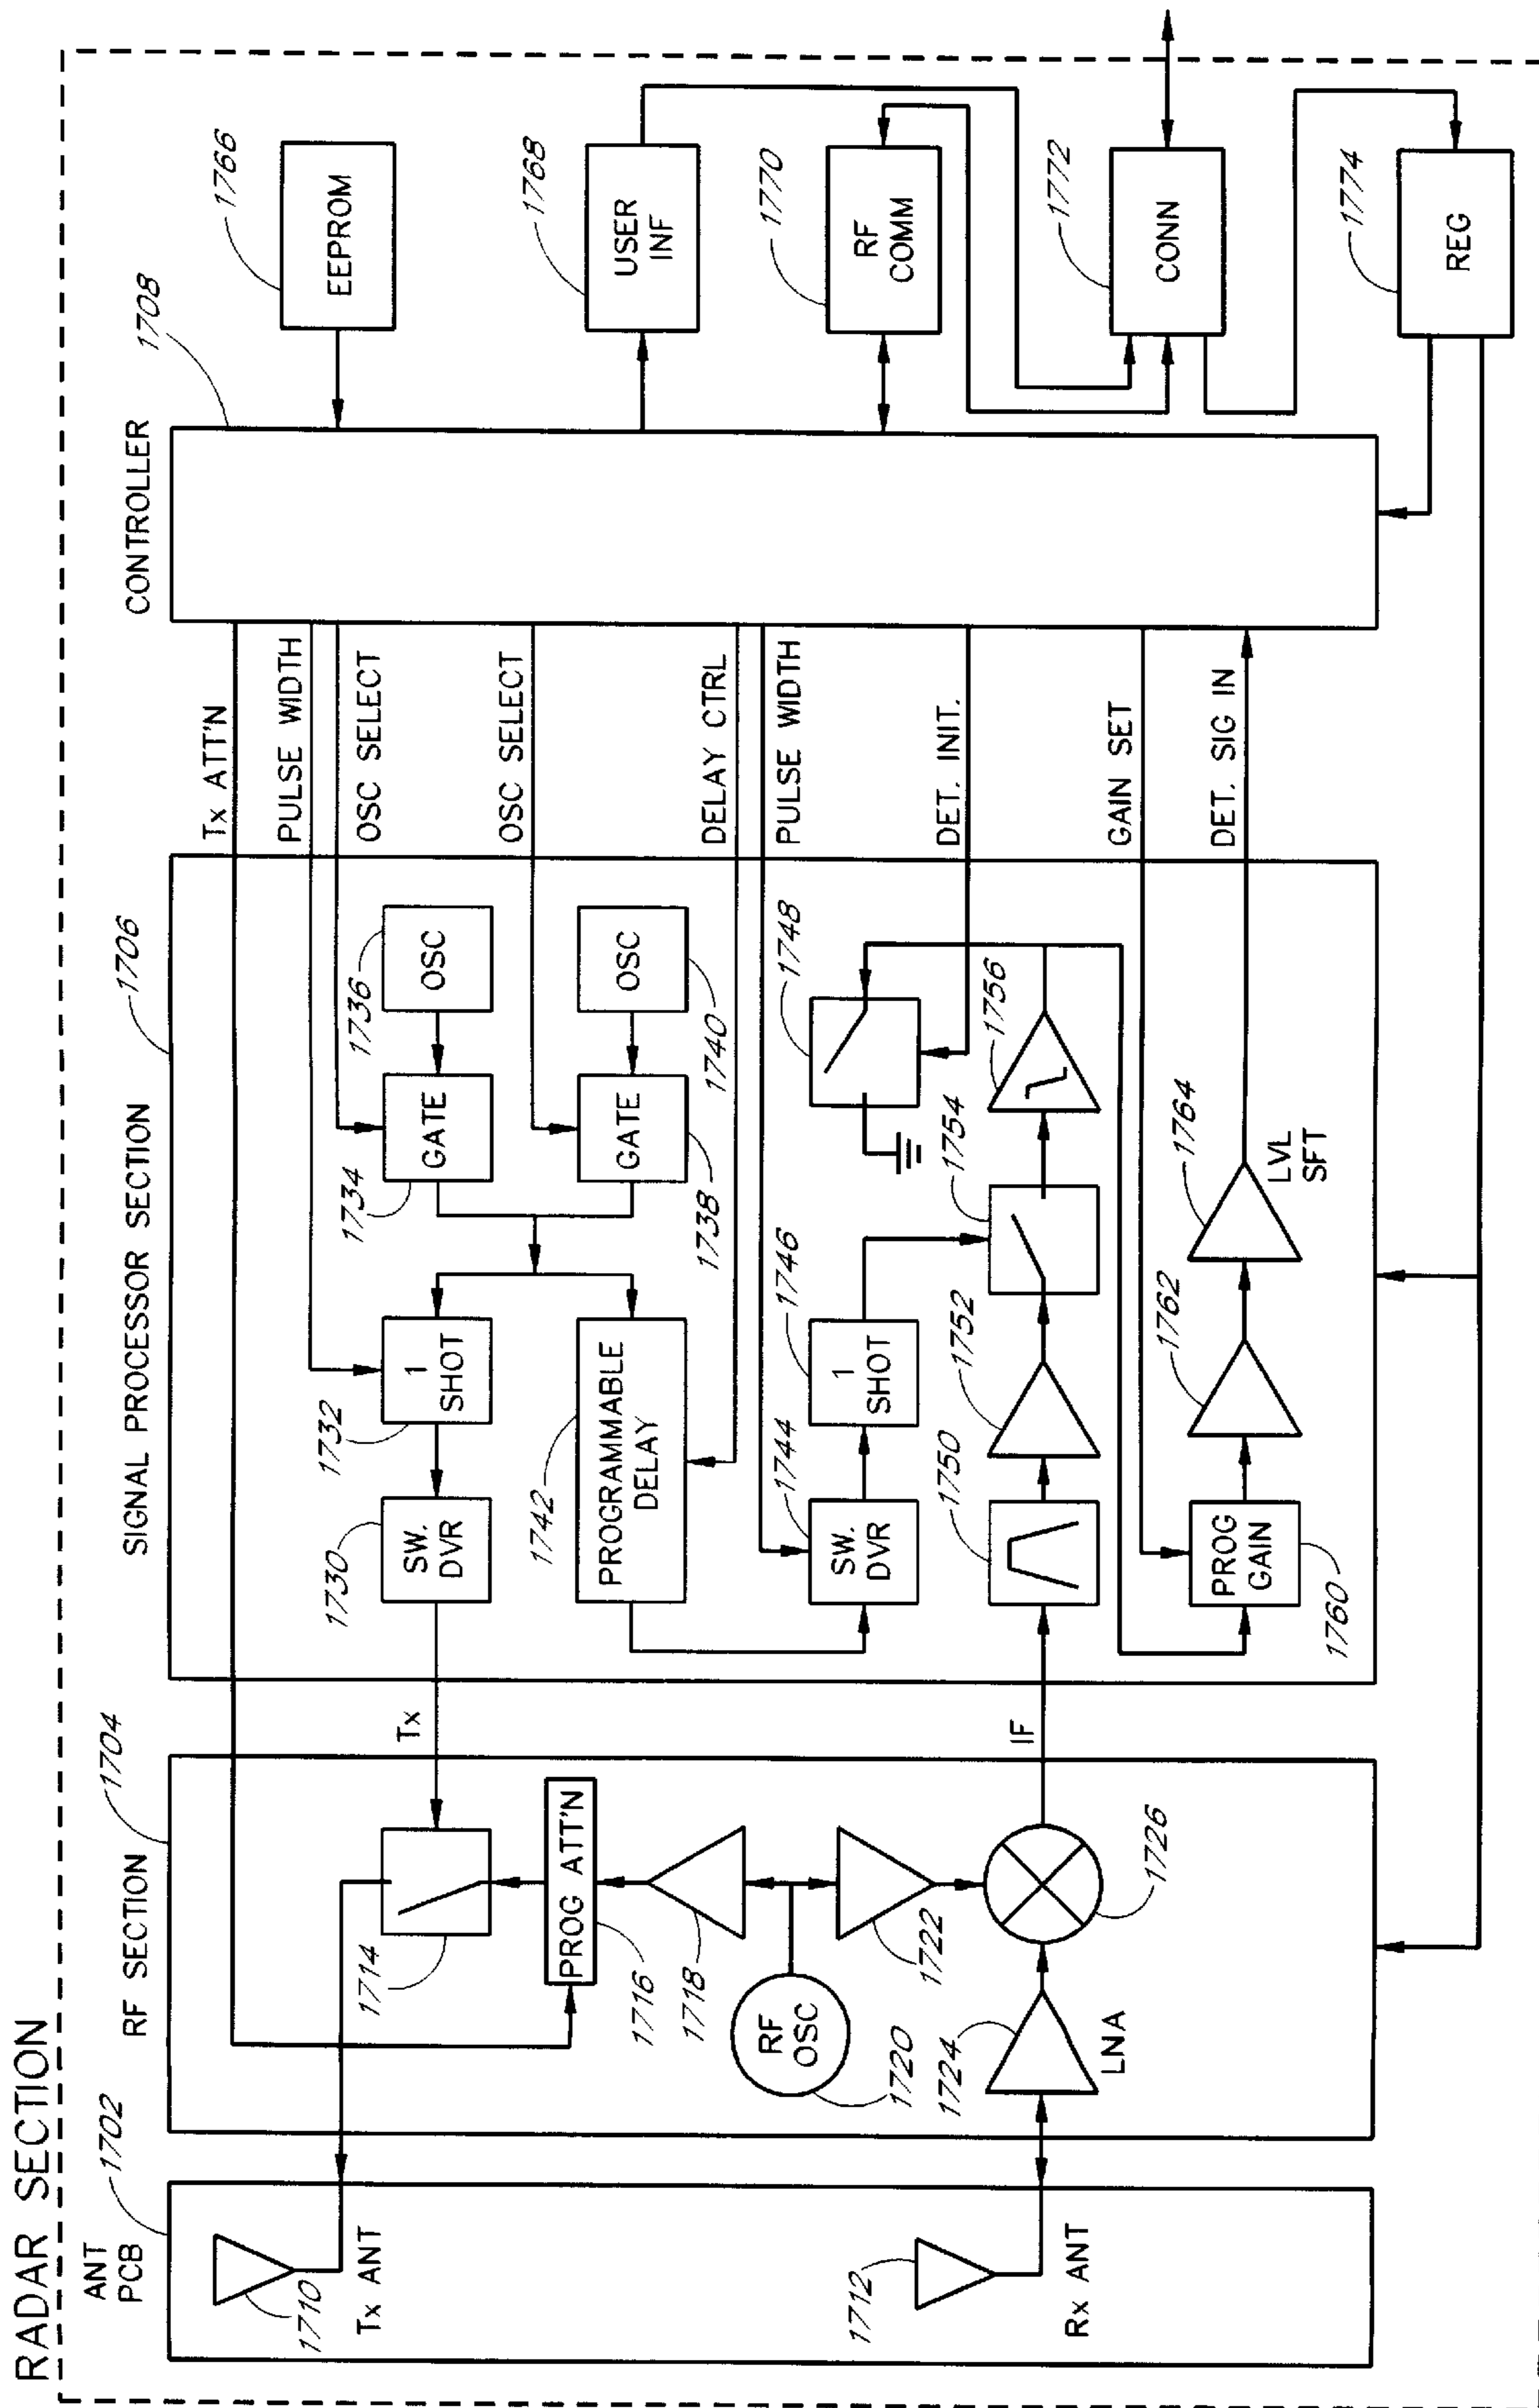 RADAR SECTION
ANT
PCB
1702
1710
Tx ANT
1712
Rx ANT
RF SECTION
1704
1714
PROG ATT'N
1716
1718
RF
OSC
1720
1722
1724
LNA
1726
Tx
IF
SIGNAL PROCESSOR SECTION
1706
SW.
DVR
1730
1
SHOT
1732
GATE
1734
OSC
1736
GATE
1738
OSC
1740
PROGRAMMABLE
DELAY
1742
SW.
DVR
1744
1
SHOT
1746
1748
1750
1752
1754
1756
PROG
GAIN
1760
1762
1764
LVL
SFT
Tx ATT'N
PULSE WIDTH
OSC SELECT
OSC SELECT
DELAY CTRL
PULSE WIDTH
DET. INIT.
GAIN SET
DET. SIG IN
CONTROLLER
1708
EEPROM
1766
USER
INF
1768
RF
COMM
1770
CONN
1772
REG
1774